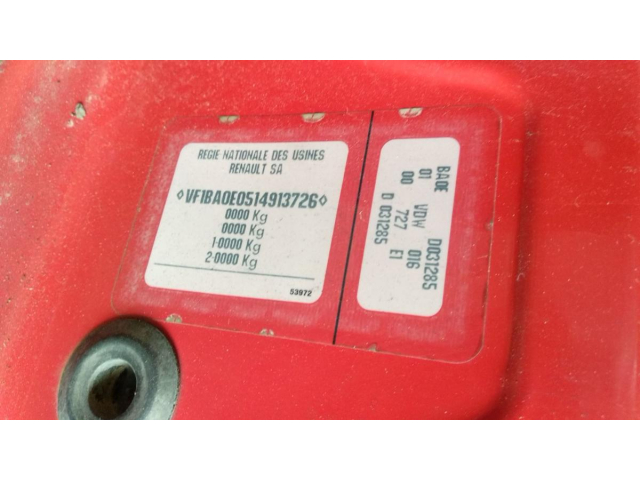 REGIE NATIONALE DES USINES
RENAULT SA
◊VF1BA0E0514913726◊
0000 Kg
0000 Kg
1-0000 Kg
2-0000 Kg
53972
BA0E VDW D031285
01 727 016
00 E1
D 031285